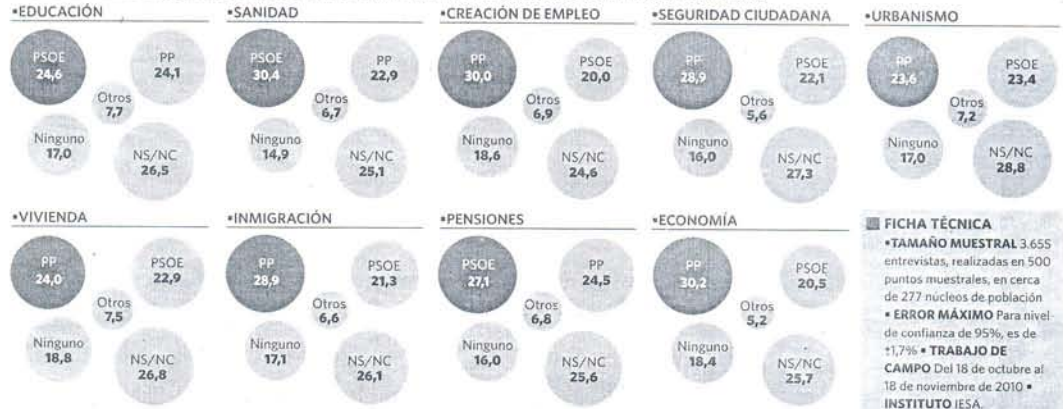 •EDUCACIÓN
PSOE
24,6
PP
24,1
Otros
7,7
Ninguno
17,0
NS/NC
26,5
•SANIDAD
PSOE
30,4
PP
22,9
Otros
6,7
Ninguno
14,9
NS/NC
25,1
•CREACIÓN DE EMPLEO
PP
30,0
PSOE
20,0
Otros
6,9
Ninguno
18,6
NS/NC
24,6
•SEGURIDAD CIUDADANA
PP
28,9
PSOE
22,1
Otros
5,6
Ninguno
16,0
NS/NC
27,3
•URBANISMO
PP
23,6
PSOE
23,4
Otros
7,2
Ninguno
17,0
NS/NC
28,8
•VIVIENDA
PP
24,0
PSOE
22,9
Otros
7,5
Ninguno
18,8
NS/NC
26,8
•INMIGRACIÓN
PP
28,9
PSOE
21,3
Otros
6,6
Ninguno
17,1
NS/NC
26,1
•PENSIONES
PSOE
27,1
PP
24,5
Otros
6,8
Ninguno
16,0
NS/NC
25,6
•ECONOMÍA
PP
30,2
PSOE
20,5
Otros
5,2
Ninguno
18,4
NS/NC
25,7
FICHA TÉCNICA
•TAMAÑO MUESTRAL 3.655
entrevistas, realizadas en 500
puntos muestrales, en cerca
de 277 núcleos de población
• ERROR MÁXIMO Para nivel
de confianza de 95%, es de
±1,7% • TRABAJO DE
CAMPO Del 18 de octubre al
18 de noviembre de 2010 •
INSTITUTO IESA.